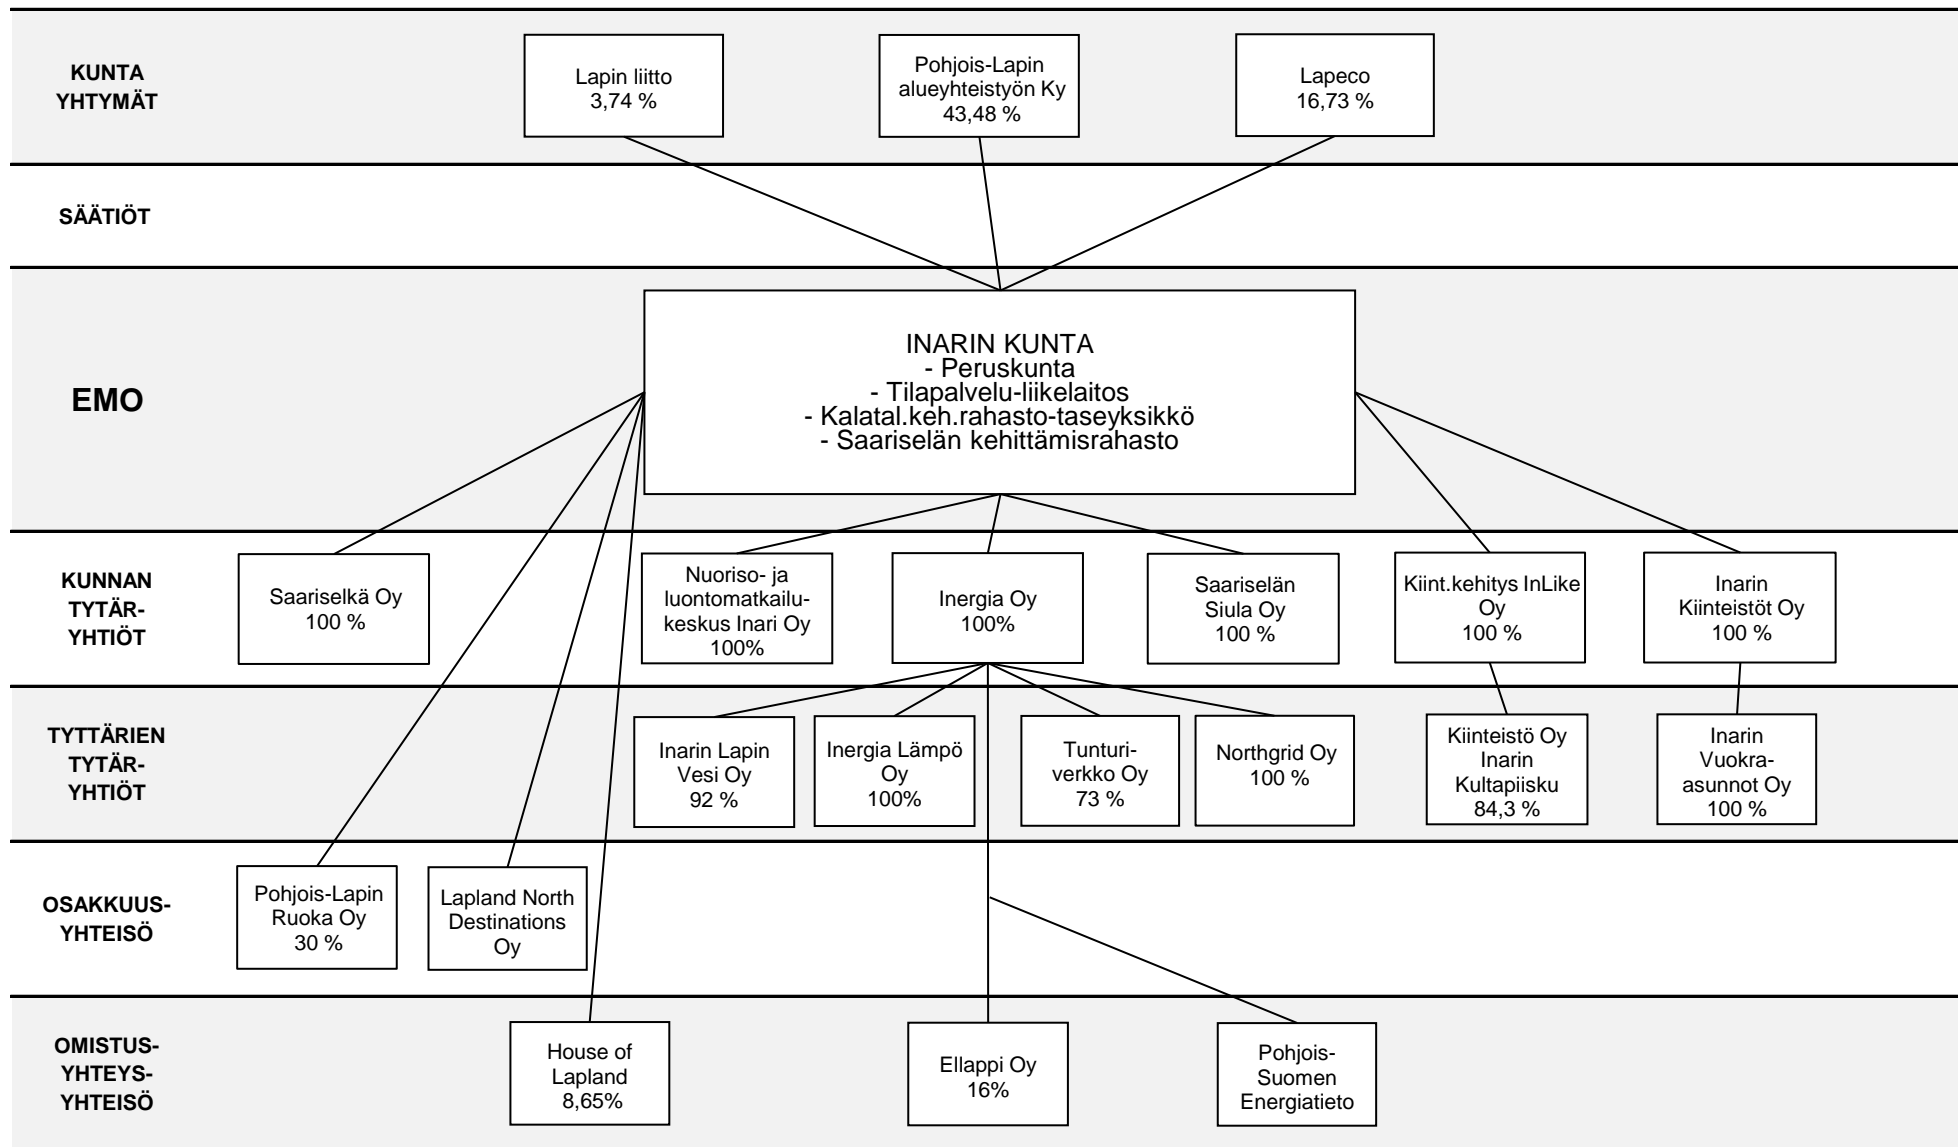 KUNTA
YHTYMÄT
Lapin liitto
3,74 %
Pohjois-Lapin
alueyhteistyön Ky
43,48 %
Lapeco
16,73 %
SÄÄTIÖT
EMO
INARIN KUNTA
- Peruskunta
- Tilapalvelu-liikelaitos
- Kalatal.keh.rahasto-taseyksikkö
- Saariselän kehittämisrahasto
KUNNAN
TYTÄR-
YHTIÖT
Saariselkä Oy
100 %
Nuoriso- ja
luontomatkailu-
keskus Inari Oy
100%
Inergia Oy
100%
Saariselän
Siula Oy
100 %
Kiint.kehitys InLike
Oy
100 %
Inarin
Kiinteistöt Oy
100 %
TYTTÄRIEN
TYTÄR-
YHTIÖT
Inarin Lapin
Vesi Oy
92 %
Inergia Lämpö
Oy
100%
Tunturi-
verkko Oy
73 %
Northgrid Oy
100 %
Kiinteistö Oy
Inarin
Kultapiisku
84,3 %
Inarin
Vuokra-
asunnot Oy
100 %
OSAKKUUS-
YHTEISÖ
Pohjois-Lapin
Ruoka Oy
30 %
Lapland North
Destinations
Oy
OMISTUS-
YHTEYS-
YHTEISÖ
House of
Lapland
8,65%
Ellappi Oy
16%
Pohjois-
Suomen
Energiatieto